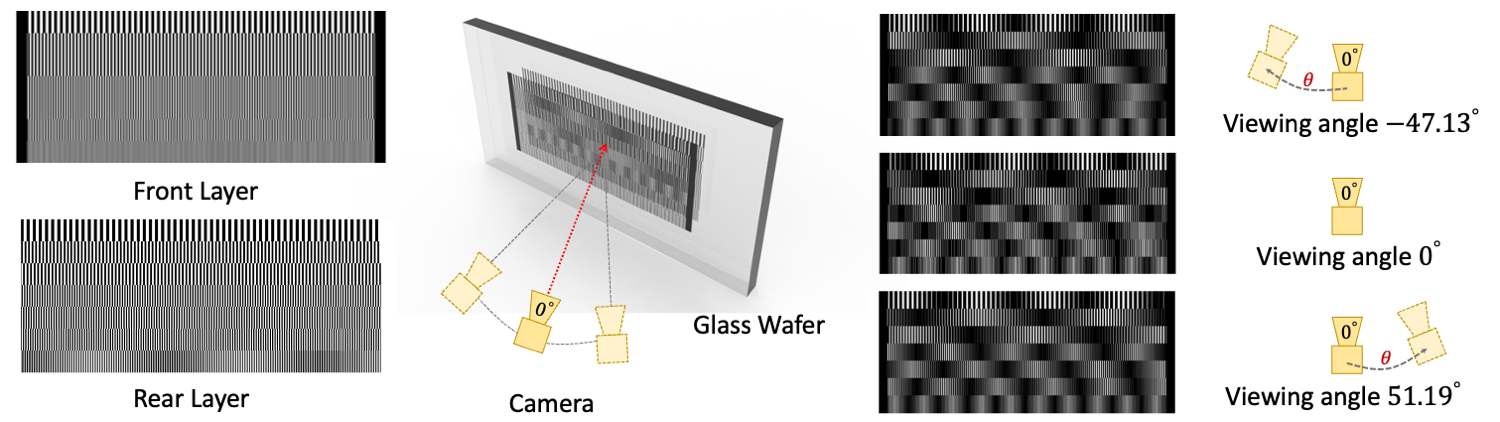 Front Layer
Rear Layer
0°
Glass Wafer
Camera
0°
θ
Viewing angle −47.13°
0°
Viewing angle 0°
0°
θ
Viewing angle 51.19°